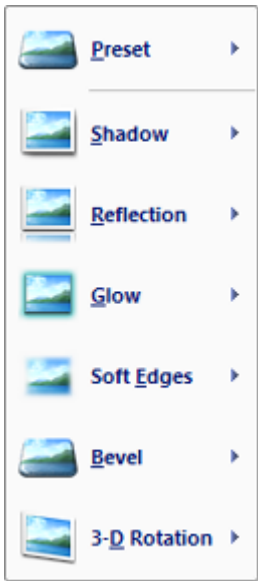 Preset
Shadow
Reflection
Glow
Soft Edges
Bevel
3-D Rotation